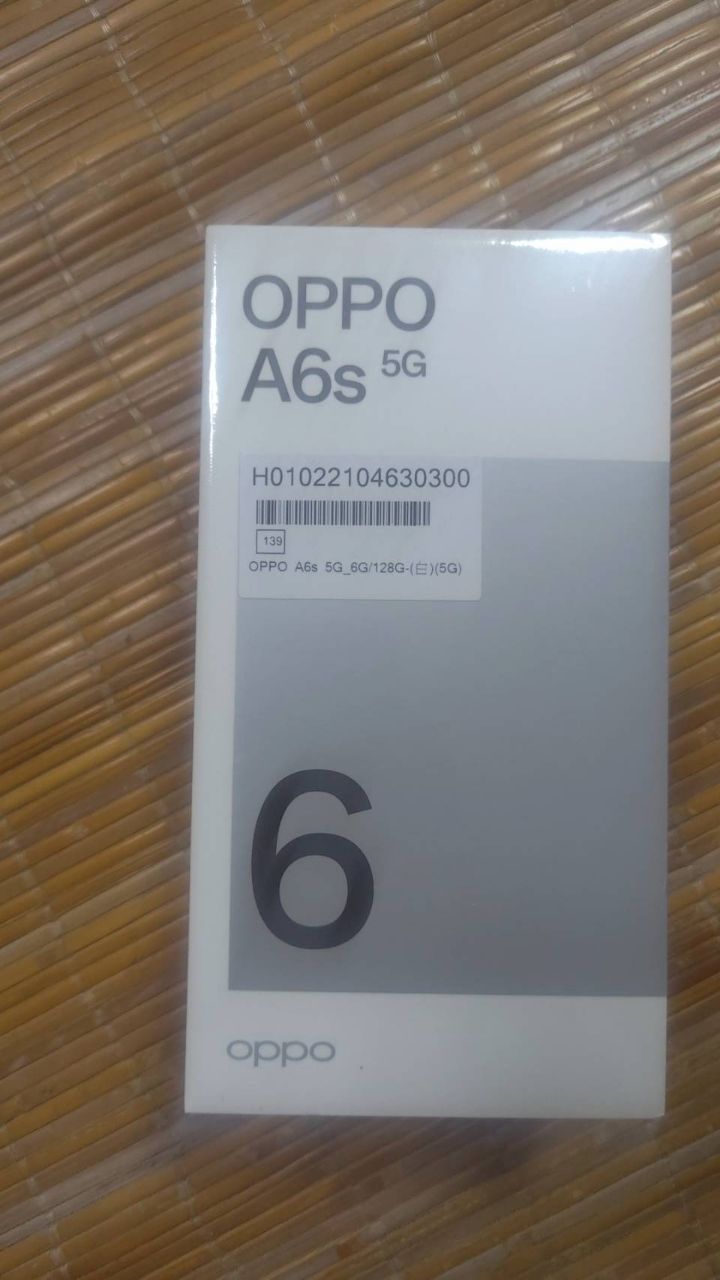 OPPO
A6s 5G
H01022104630300
139
OPPO A6s 5G_6G/128G-(白)(5G)
6
oppo